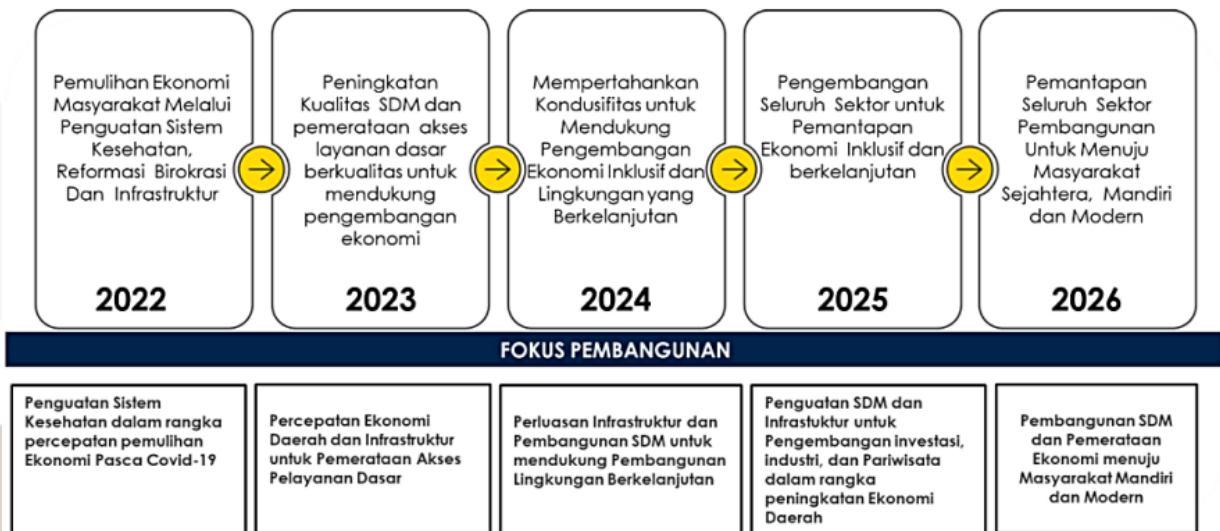 Pemulihan Ekonomi
Masyarakat Melalui
Penguatan Sistem
Kesehatan,
Reformasi Birokrasi
Dan Infrastruktur
2022
Peningkatan
Kualitas SDM dan
pemerataan akses
layanan dasar
berkualitas untuk
mendukung
pengembangan
ekonomi
2023
Mempertahankan
Kondusifitas untuk
Mendukung
Pengembangan
Ekonomi Inklusif dan
Lingkungan yang
Berkelanjutan
2024
Pengembangan
Seluruh Sektor untuk
Pemantapan
Ekonomi Inklusif dan
berkelanjutan
2025
Pemantapan
Seluruh Sektor
Pembangunan
Untuk Menuju
Masyarakat
Sejahtera, Mandiri
dan Modern
2026
FOKUS PEMBANGUNAN
Penguatan Sistem
Kesehatan dalam rangka
percepatan pemulihan
Ekonomi Pasca Covid-19
Percepatan Ekonomi
Daerah dan Infrastruktur
untuk Pemerataan Akses
Pelayanan Dasar
Perluasan Infrastruktur dan
Pembangunan SDM untuk
mendukung Pembangunan
Lingkungan Berkelanjutan
Penguatan SDM dan
Infrastuktur untuk
Pengembangan investasi,
industri, dan Pariwisata
dalam rangka
peningkatan Ekonomi
Daerah
Pembangunan SDM
dan Pemerataan
Ekonomi menuju
Masyarakat Mandiri
dan Modern